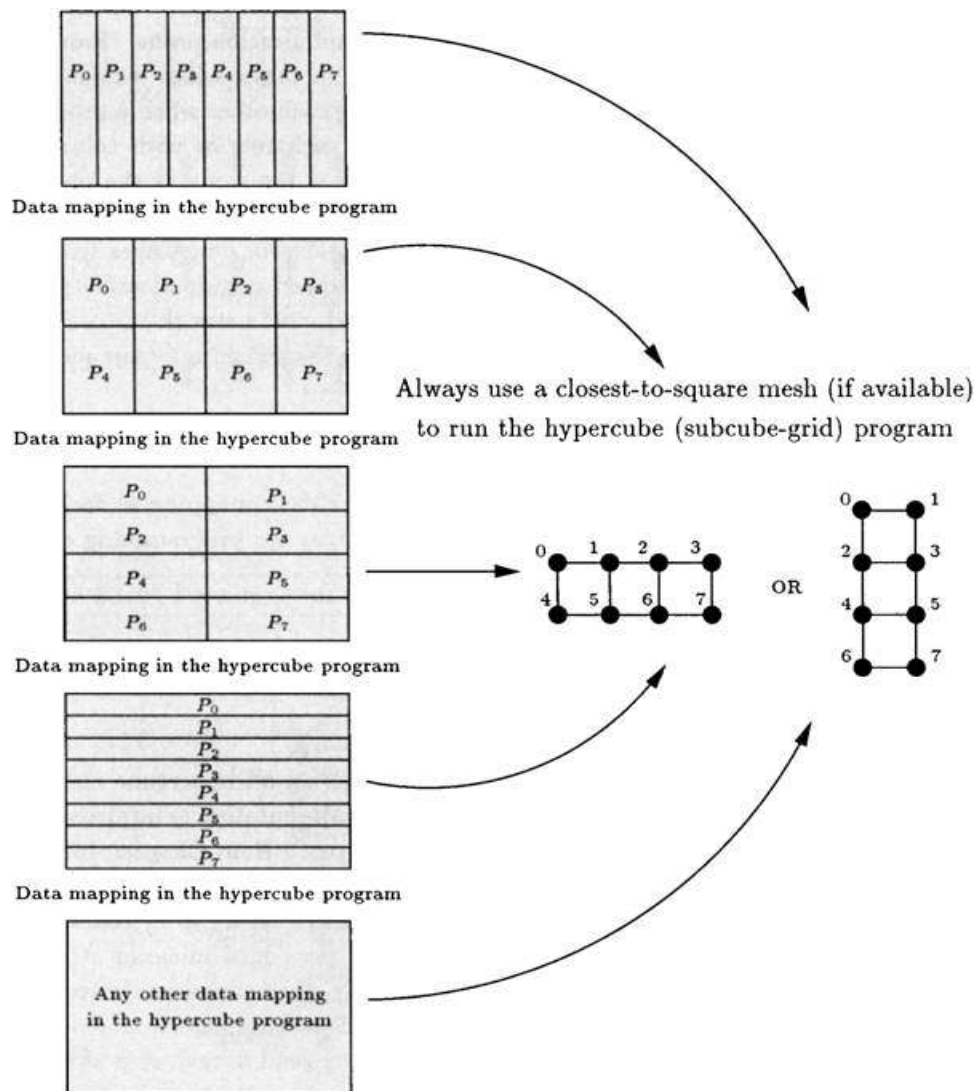 P0 P1 P2 P3 P4 P5 P6 P7
Data mapping in the hypercube program
P0 P1 P2 P3
P4 P5 P6 P7
Data mapping in the hypercube program
Always use a closest-to-square mesh (if available)
to run the hypercube (subcube-grid) program
P0 P1
P2 P3
P4 P5
P6 P7
Data mapping in the hypercube program
0 1 2 3
4 5 6 7
OR
0 1
2 3
4 5
6 7
P0
P1
P2
P3
P4
P5
P6
P7
Data mapping in the hypercube program
Any other data mapping
in the hypercube program